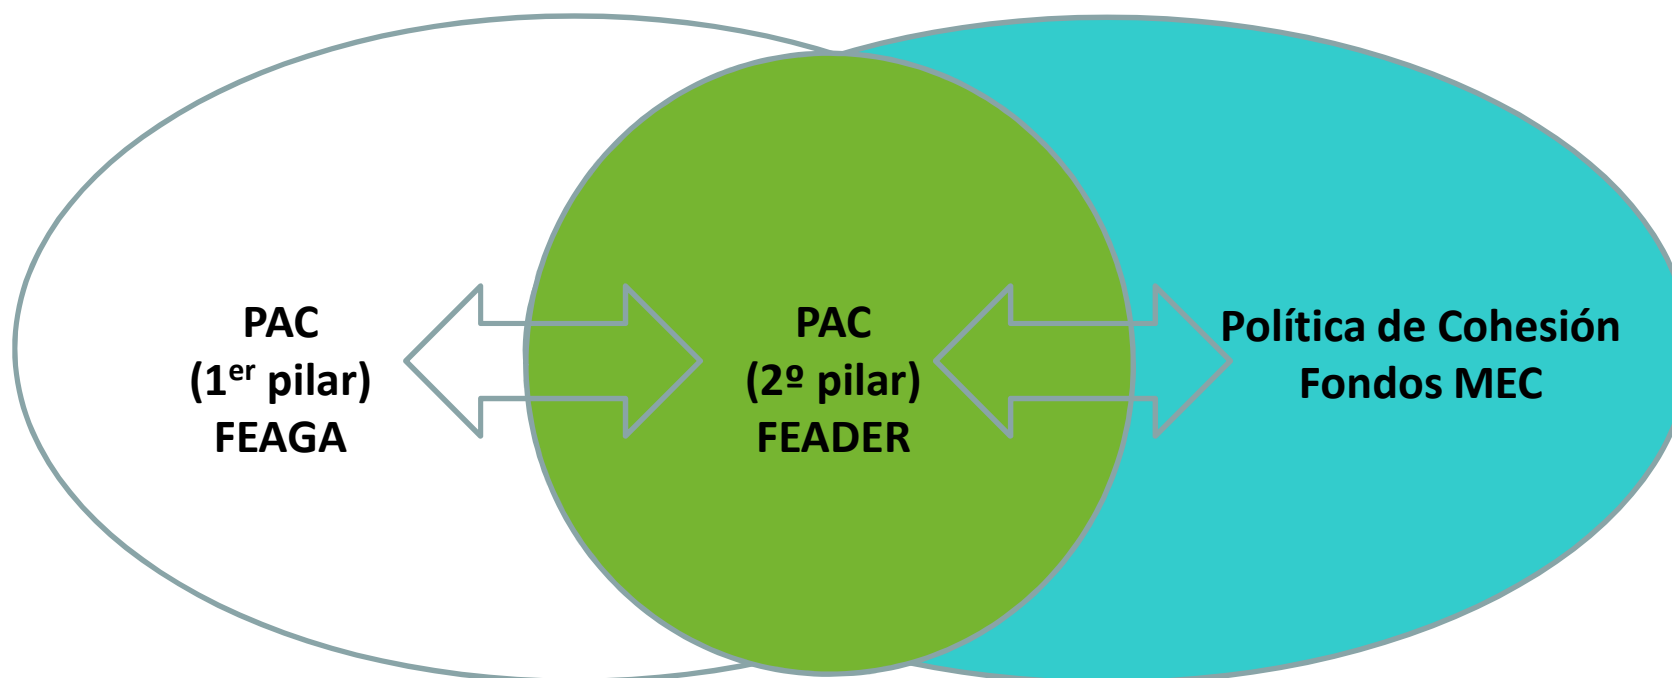 PAC
(1er pilar)
FEAGA
PAC
(2º pilar)
FEADER
Política de Cohesión
Fondos MEC